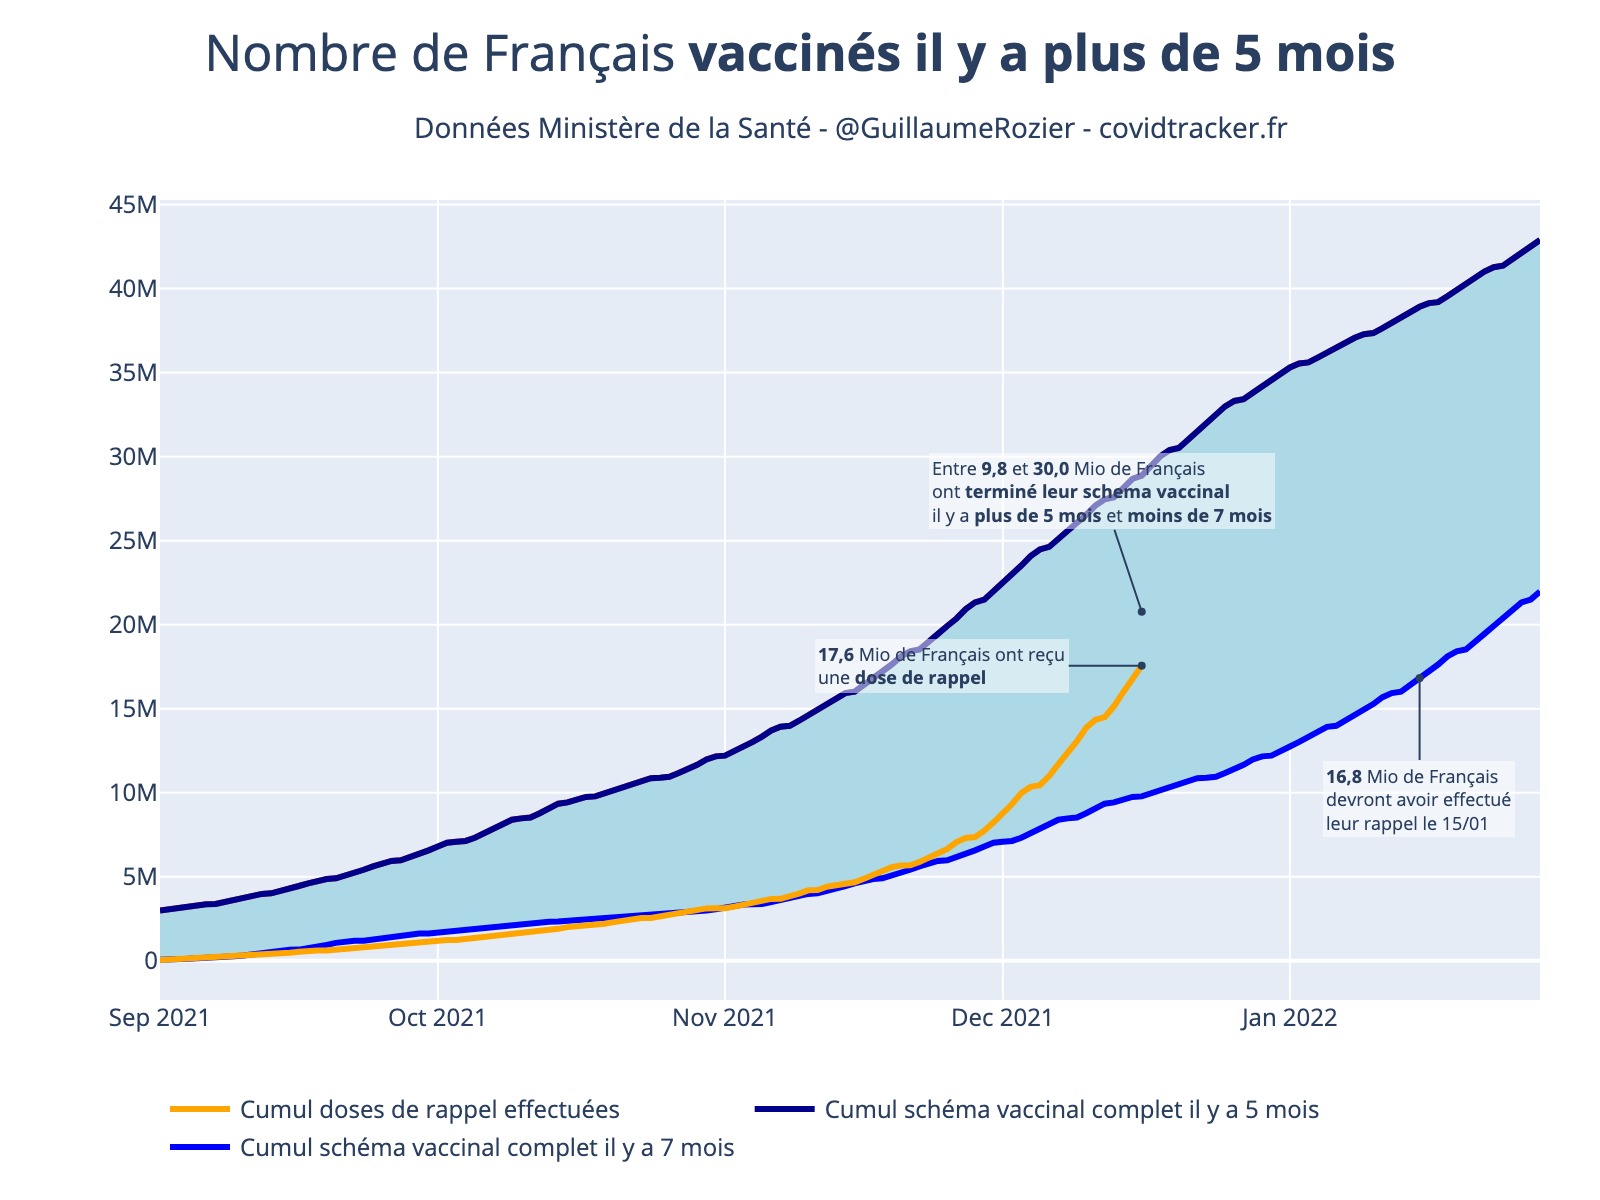 Nombre de Français vaccinés il y a plus de 5 mois
Données Ministère de la Santé - @GuillaumeRozier - covidtracker.fr
45M
40M
35M
30M
25M
20M
15M
10M
5M
0
Entre 9,8 et 30,0 Mio de Français
ont terminé leur schema vaccinal
il y a plus de 5 mois et moins de 7 mois
17,6 Mio de Français ont reçu
une dose de rappel
16,8 Mio de Français
devront avoir effectué
leur rappel le 15/01
Sep 2021
Oct 2021
Nov 2021
Dec 2021
Jan 2022
Cumul doses de rappel effectuées
Cumul schéma vaccinal complet il y a 5 mois
Cumul schéma vaccinal complet il y a 7 mois